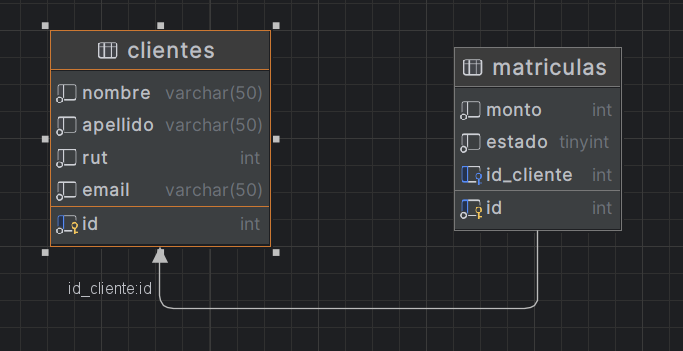 clientes
nombre varchar(50)
apellido varchar(50)
rut int
email varchar(50)
id int
matriculas
monto int
estado tinyint
id_cliente int
id int
id_cliente:id